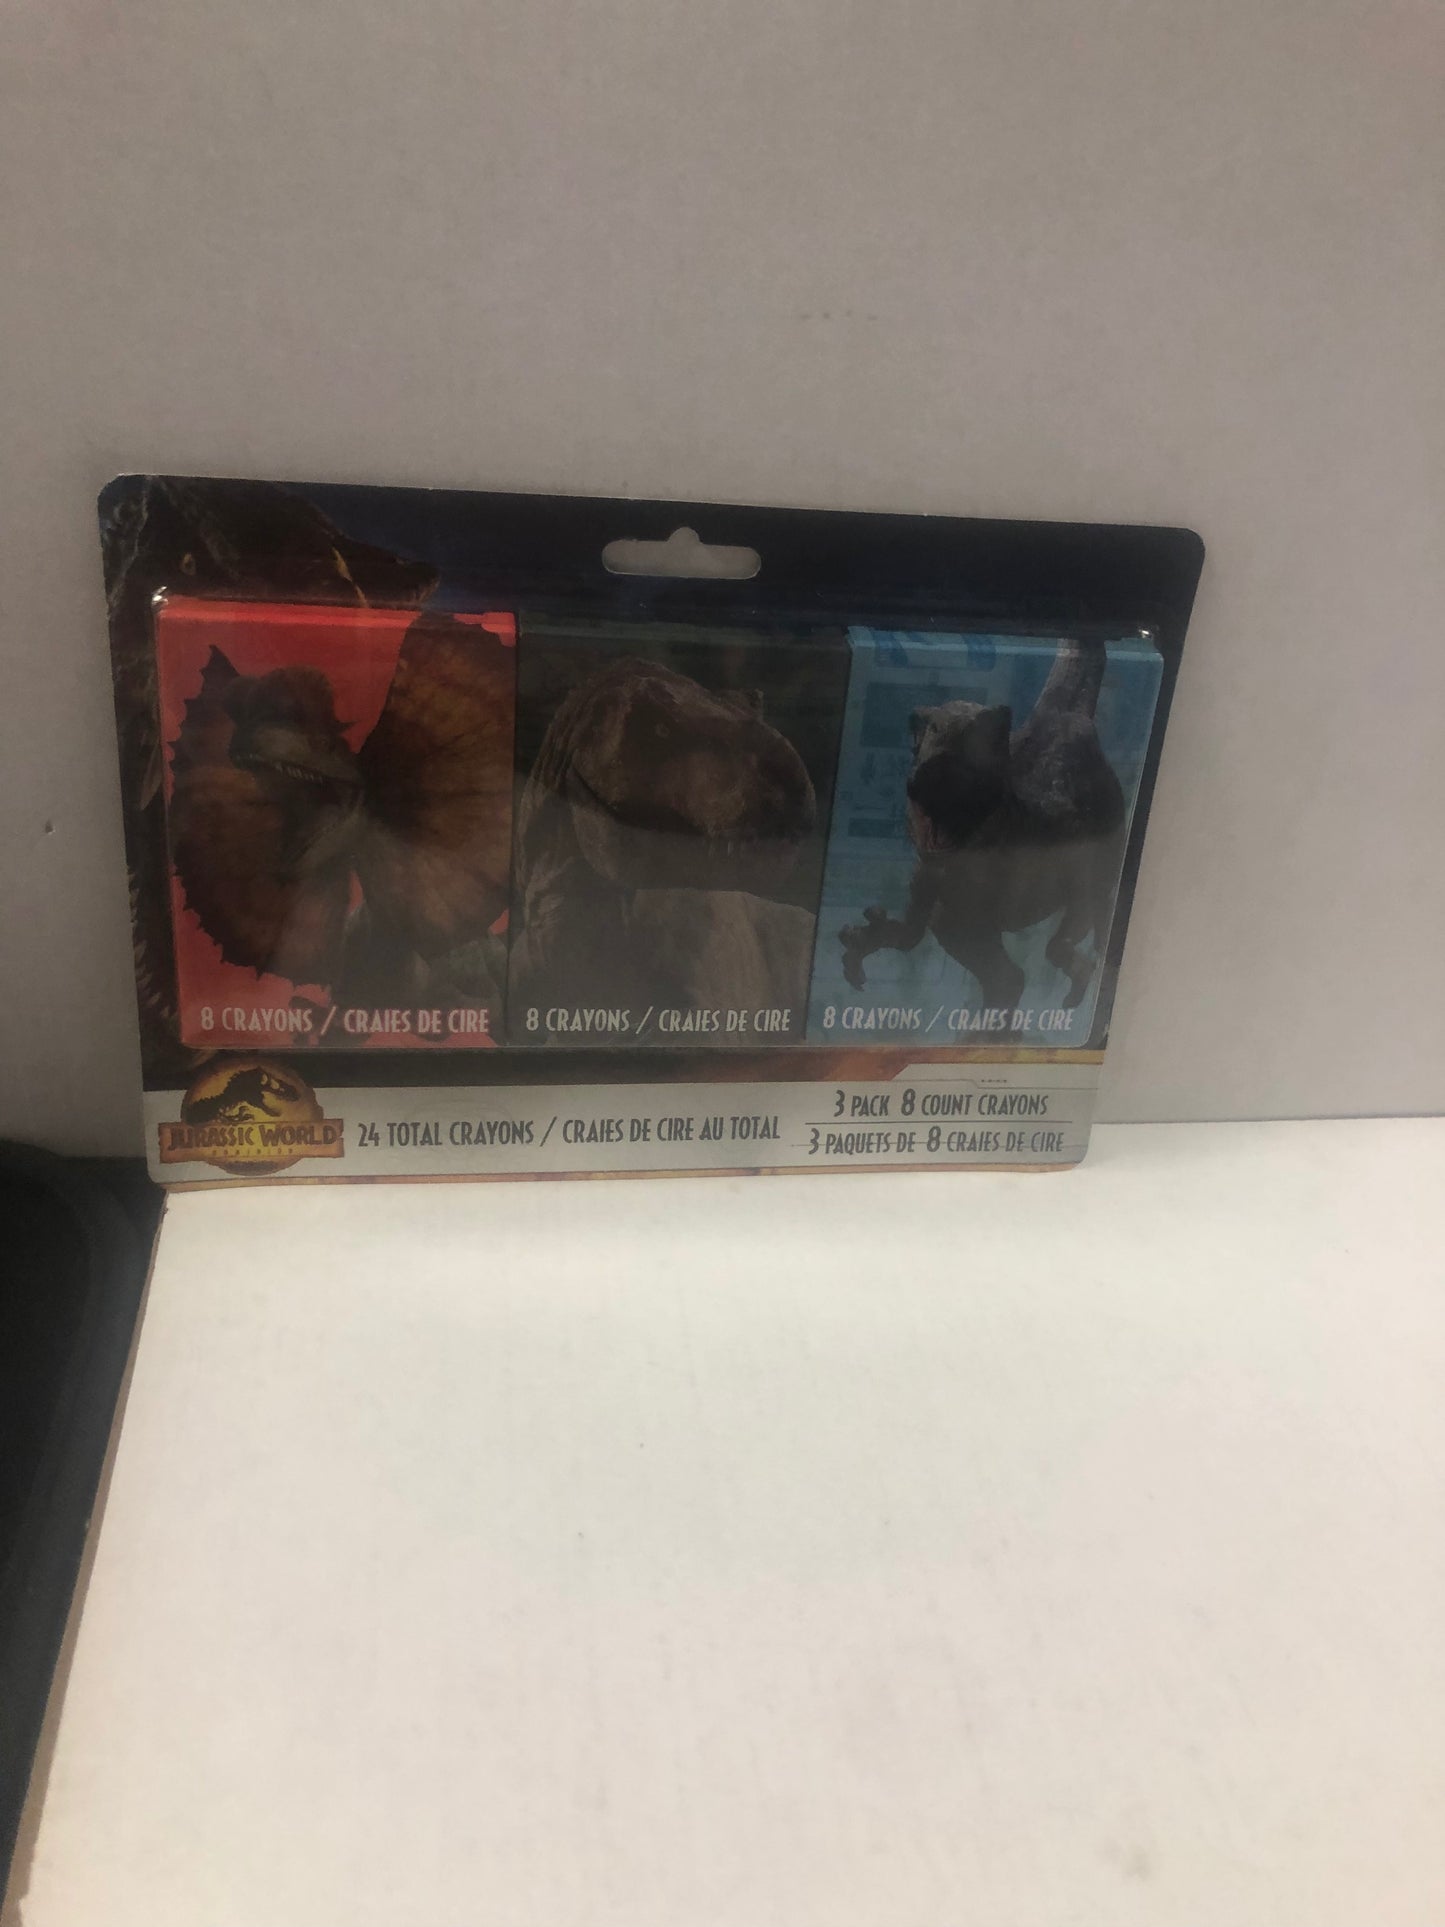 8 CRAYONS / CRAIES DE CIRE
8 CRAYONS / CRAIES DE CIRE
8 CRAYONS / CRAIES DE CIRE
JURASSIC WORLD
DOMINION
24 TOTAL CRAYONS / CRAIES DE CIRE AU TOTAL
3 PACK 8 COUNT CRAYONS
3 PAQUETS DE 8 CRAIES DE CIRE